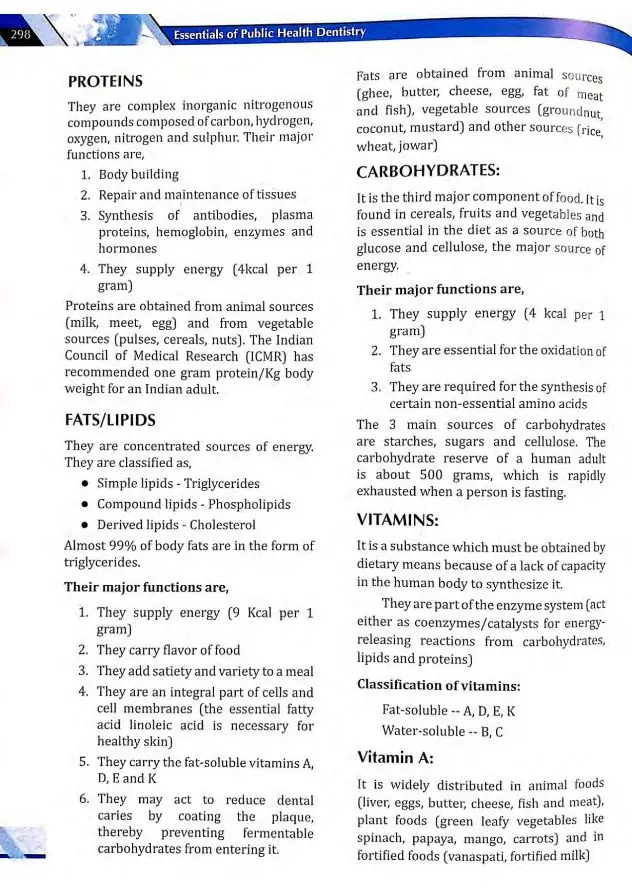 298
Essentials of Public Health Dentistry
PROTEINS
They are complex inorganic nitrogenous
compounds composed of carbon, hydrogen,
oxygen, nitrogen and sulphur. Their major
functions are,
1. Body building
2. Repair and maintenance of tissues
3. Synthesis of antibodies, plasma
proteins, hemoglobin, enzymes and
hormones
4. They supply energy (4kcal per 1
gram)
Proteins are obtained from animal sources
(milk, meet, egg) and from vegetable
sources (pulses, cereals, nuts). The Indian
Council of Medical Research (ICMR) has
recommended one gram protein/Kg body
weight for an Indian adult.
FATS/LIPIDS
They are concentrated sources of energy.
They are classified as,
● Simple lipids - Triglycerides
● Compound lipids - Phospholipids
● Derived lipids - Cholesterol
Almost 99% of body fats are in the form of
triglycerides.
Their major functions are,
1. They supply energy (9 Kcal per 1
gram)
2. They carry flavor of food
3. They add satiety and variety to a meal
4. They are an integral part of cells and
cell membranes (the essential fatty
acid linoleic acid is necessary for
healthy skin)
5. They carry the fat-soluble vitamins A,
D, E and K
6. They may act to reduce dental
caries by coating the plaque,
thereby preventing fermentable
carbohydrates from entering it.
Fats are obtained from animal sources
(ghee, butter, cheese, egg, fat of meat
and fish), vegetable sources (groundnut,
coconut, mustard) and other sources (rice,
wheat, jowar)
CARBOHYDRATES:
It is the third major component of food. It is
found in cereals, fruits and vegetables and
is essential in the diet as a source of both
glucose and cellulose, the major source of
energy.
Their major functions are,
1. They supply energy (4 kcal per 1
gram)
2. They are essential for the oxidation of
fats
3. They are required for the synthesis of
certain non-essential amino acids
The 3 main sources of carbohydrates
are starches, sugars and cellulose. The
carbohydrate reserve of a human adult
is about 500 grams, which is rapidly
exhausted when a person is fasting.
VITAMINS:
It is a substance which must be obtained by
dietary means because of a lack of capacity
in the human body to synthesize it.
They are part of the enzyme system (act
either as coenzymes/catalysts for energy-
releasing reactions from carbohydrates,
lipids and proteins)
Classification of vitamins:
Fat-soluble -- A, D, E, K
Water-soluble -- B, C
Vitamin A:
It is widely distributed in animal foods
(liver, eggs, butter, cheese, fish and meat),
plant foods (green leafy vegetables like
spinach, papaya, mango, carrots) and in
fortified foods (vanaspati, fortified milk)